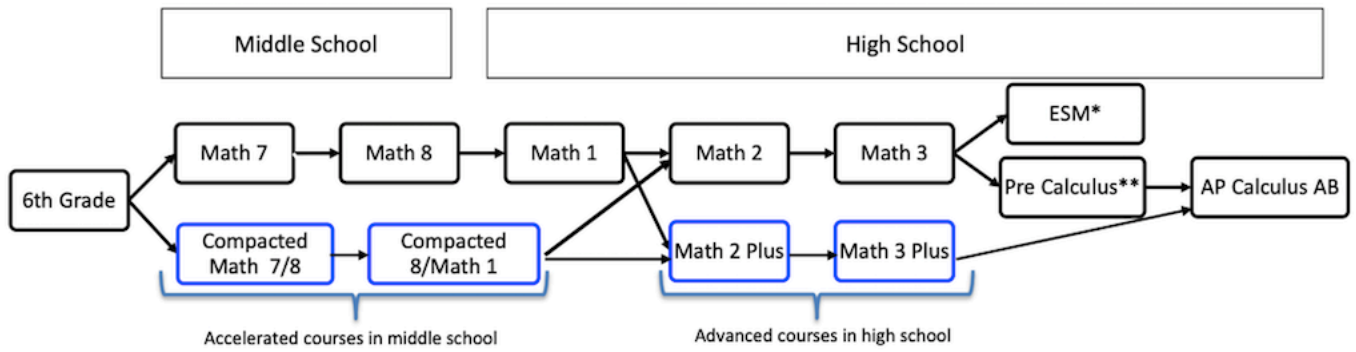 Middle School
High School
ESM*
Math 7
Math 8
Math 1
Math 2
Math 3
6th Grade
Pre Calculus**
AP Calculus AB
Compacted
Math 7/8
Compacted
8/Math 1
Math 2 Plus
Math 3 Plus
Accelerated courses in middle school
Advanced courses in high school